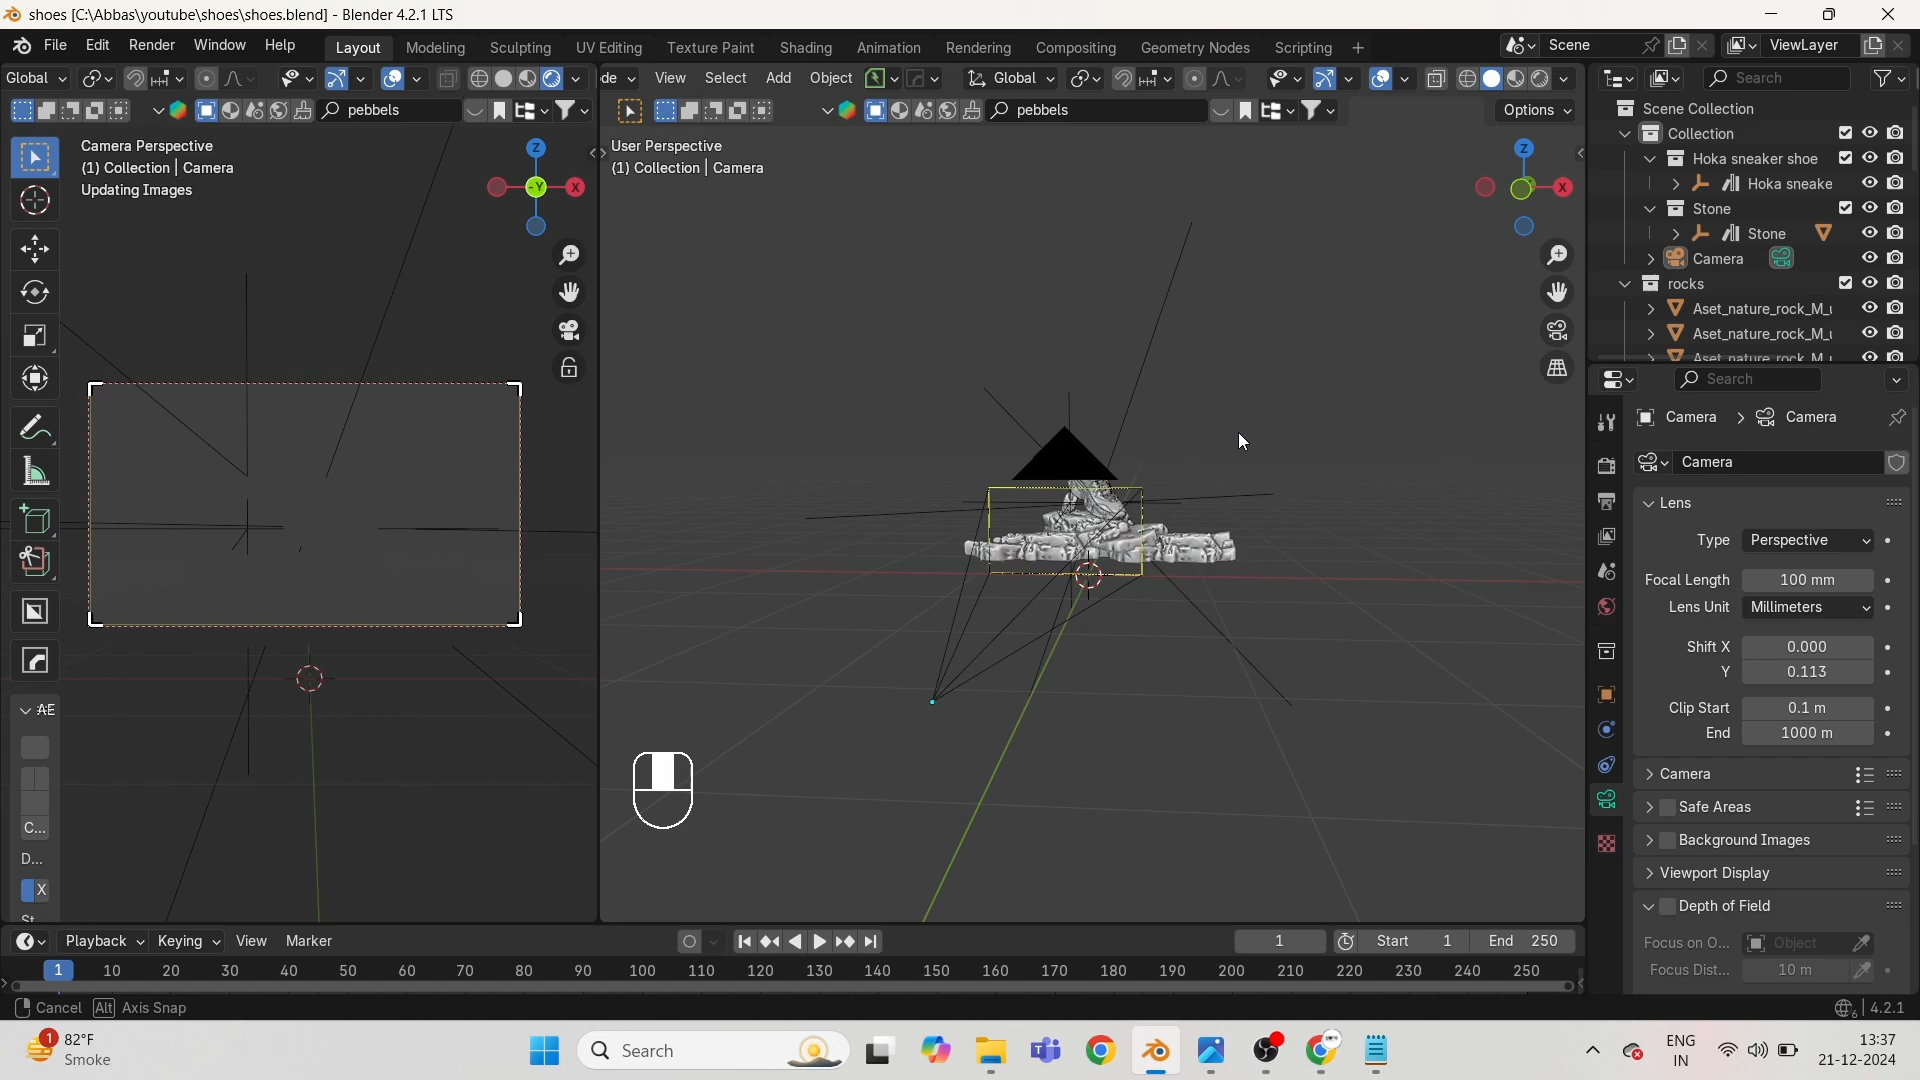 shoes [C:\Abbas\youtube\shoes\shoes.blend] - Blender 4.2.1 LTS
File Edit Render Window Help Layout Modeling Sculpting UV Editing Texture Paint Shading Animation Rendering Compositing Geometry Nodes Scripting + Scene ViewLayer
Global de View Select Add Object Global Search
pebbels pebbels Options
Scene Collection
Collection
Hoka sneaker shoe
Hoka sneake
Stone
Stone
Camera
rocks
Aset_nature_rock_M_
Aset_nature_rock_M_
Aset_nature_rock_M_
Camera Perspective
(1) Collection | Camera
Updating Images
Z
-Y
X
User Perspective
(1) Collection | Camera
Z
X
AE
C...
D...
X
St
Search
Camera > Camera
Camera
Lens
Type Perspective
Focal Length 100 mm
Lens Unit Millimeters
Shift X 0.000
Y 0.113
Clip Start 0.1 m
End 1000 m
Camera
Safe Areas
Background Images
Viewport Display
Depth of Field
Focus on O... Object
Focus Dist... 10 m
Playback Keying View Marker 1 Start 1 End 250
1 10 20 30 40 50 60 70 80 90 100 110 120 130 140 150 160 170 180 190 200 210 220 230 240 250
Cancel Alt Axis Snap 4.2.1
1 82°F
Smoke
Search
ENG
IN
13:37
21-12-2024